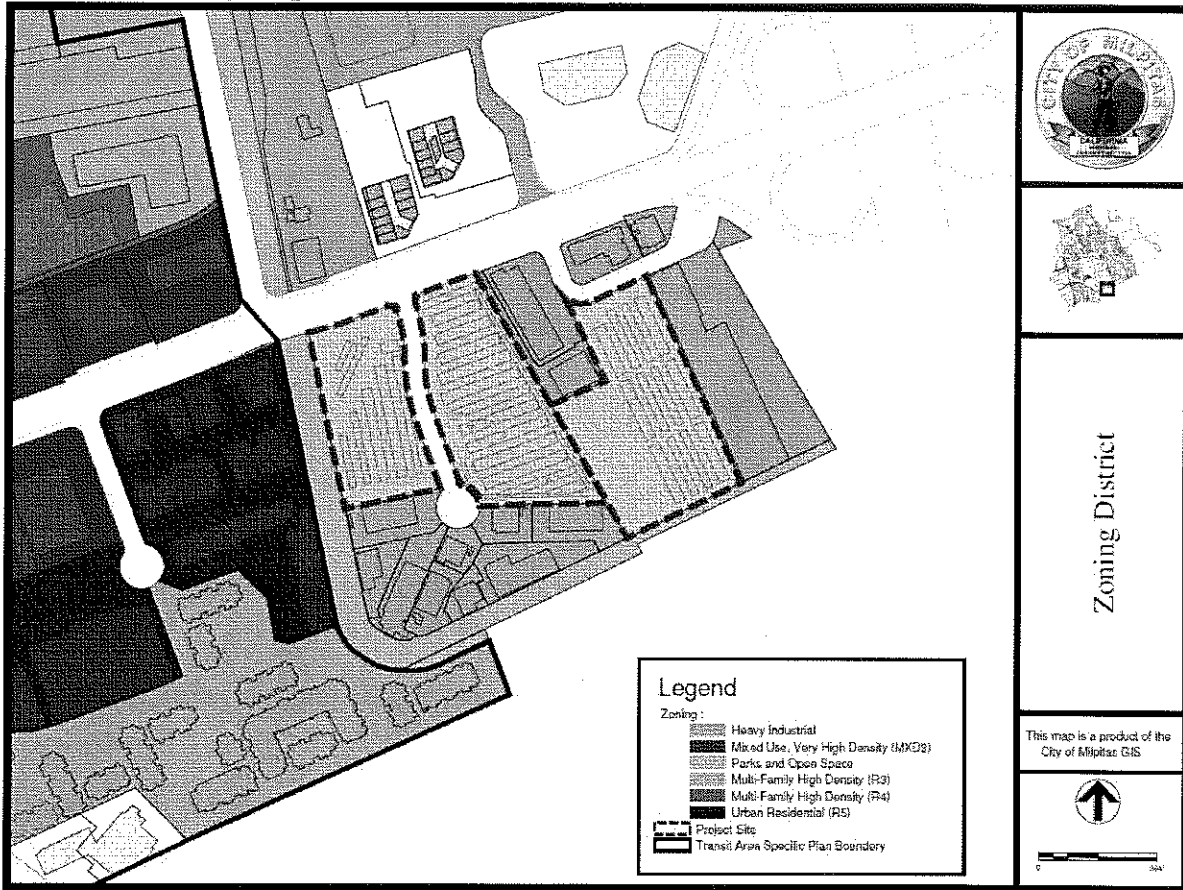 CITY OF MILPITAS
CALIFORNIA
Zoning District
Legend
Zoning :
Heavy Industrial
Mixed Use, Very High Density (MXD3)
Parks and Open Space
Multi-Family High Density (R3)
Multi-Family High Density (R4)
Urban Residential (R5)
Project Site
Transit Area Specific Plan Boundary
This map is a product of the
City of Milpitas GIS
0